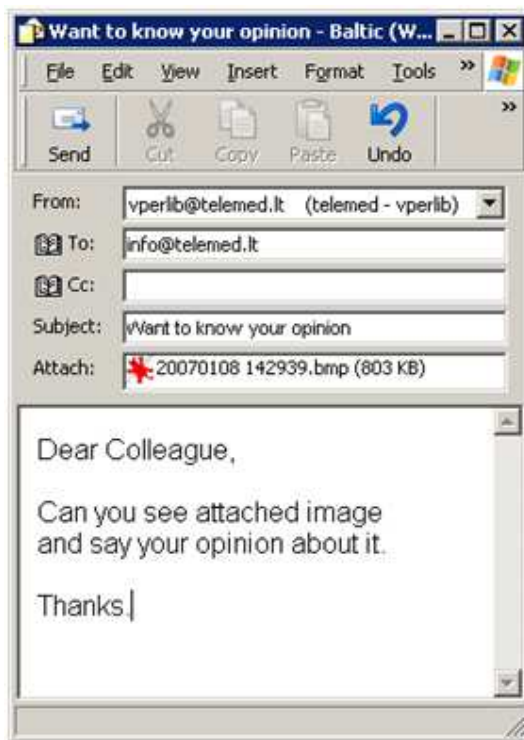 Want to know your opinion - Baltic (W...
File Edit View Insert Format Tools »
Send Cut Copy Paste Undo »
From: vperlib@telemed.lt (telemed - vperlib)
To: info@telemed.lt
Cc:
Subject: Want to know your opinion
Attach: 20070108 142939.bmp (803 KB)
Dear Colleague,
Can you see attached image
and say your opinion about it.
Thanks.